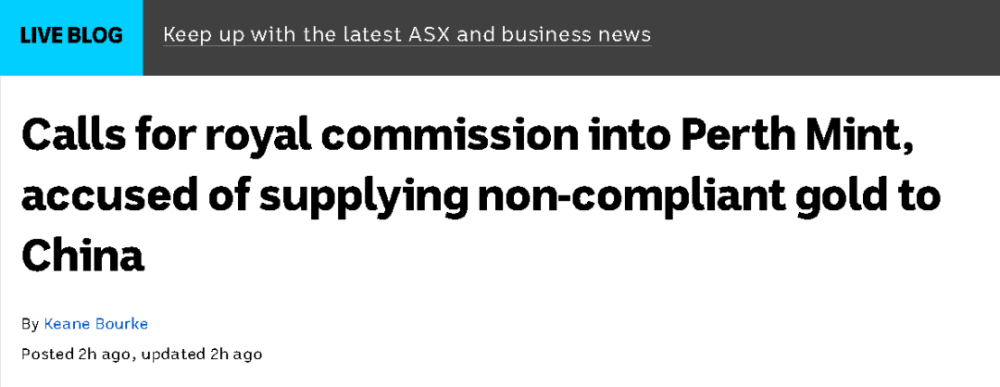 LIVE BLOG Keep up with the latest ASX and business news
Calls for royal commission into Perth Mint,
accused of supplying non-compliant gold to
China
By Keane Bourke
Posted 2h ago, updated 2h ago